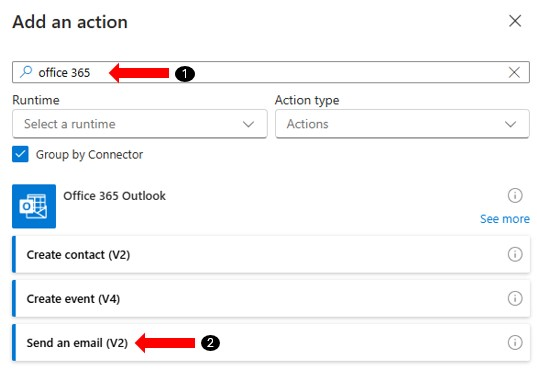 Add an action
office 365
1
Runtime
Action type
Select a runtime
Actions
Group by Connector
Office 365 Outlook
See more
Create contact (V2)
Create event (V4)
Send an email (V2)
2